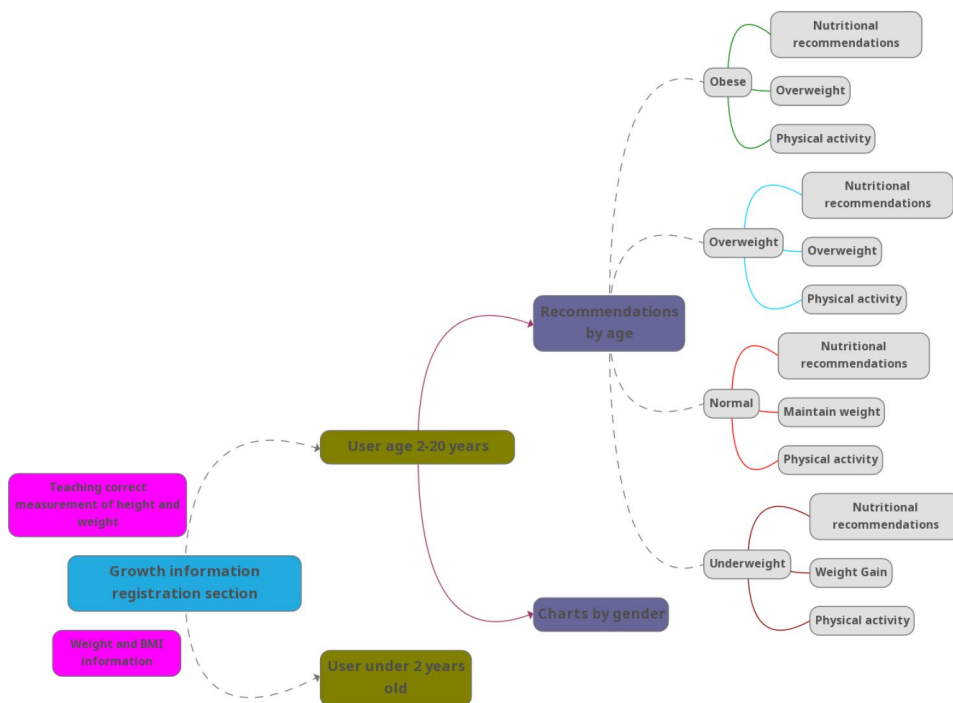 Nutritional
recommendations
Obese
Overweight
Physical activity
Nutritional
recommendations
Overweight
Overweight
Physical activity
Recommendations
by age
Nutritional
recommendations
Normal
Maintain weight
Physical activity
User age 2-20 years
Teaching correct
measurement of height and
weight
Nutritional
recommendations
Underweight
Weight Gain
Physical activity
Growth information
registration section
Charts by gender
Weight and BMI
information
User under 2 years
old